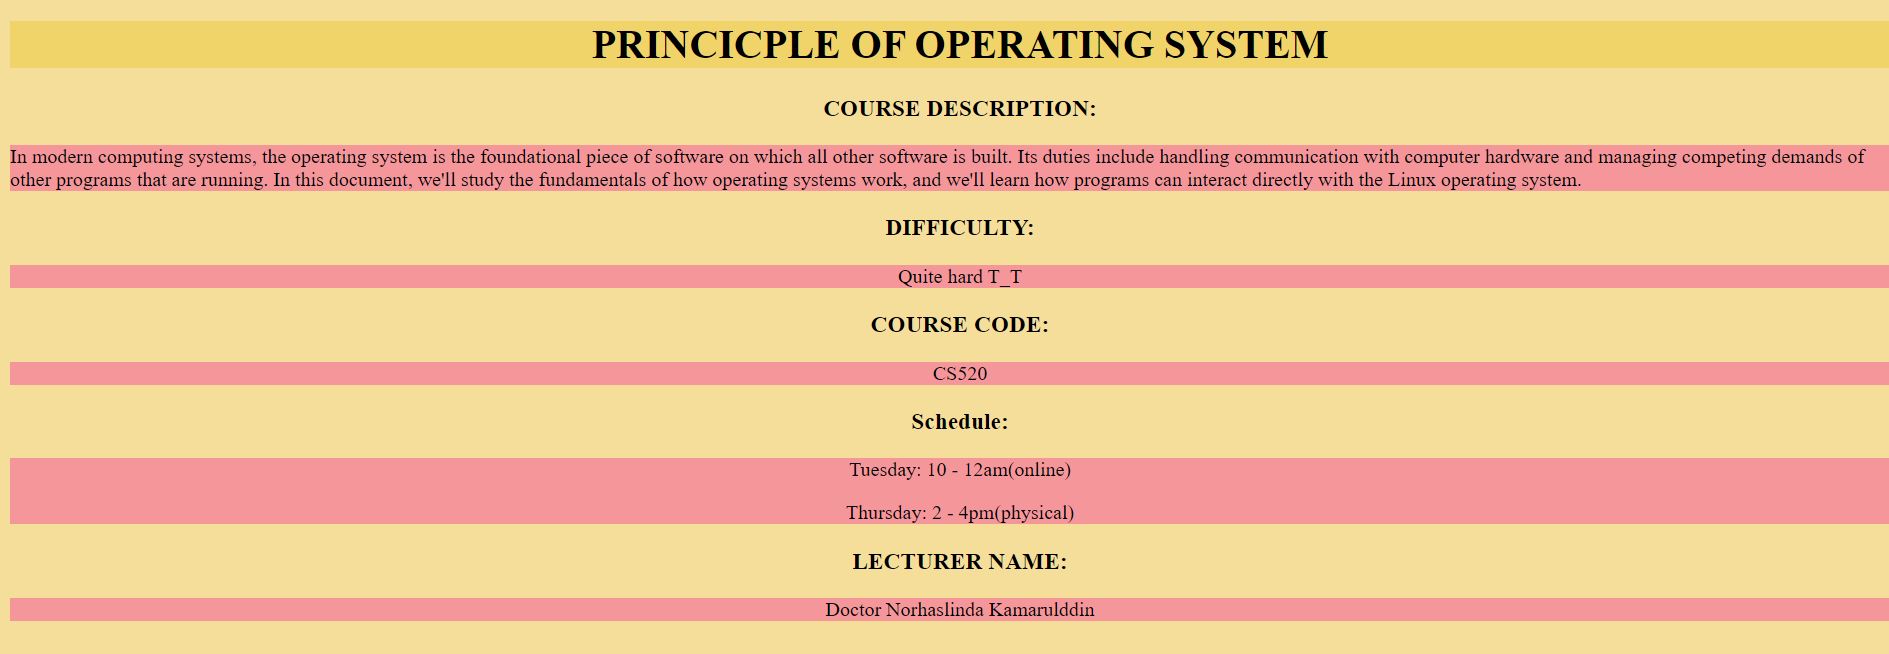 PRINCICPLE OF OPERATING SYSTEM
COURSE DESCRIPTION:
In modern computing systems, the operating system is the foundational piece of software on which all other software is built. Its duties include handling communication with computer hardware and managing competing demands of
other programs that are running. In this document, we'll study the fundamentals of how operating systems work, and we'll learn how programs can interact directly with the Linux operating system.
DIFFICULTY:
Quite hard T_T
COURSE CODE:
CS520
Schedule:
Tuesday: 10 - 12am(online)
Thursday: 2 - 4pm(physical)
LECTURER NAME:
Doctor Norhaslinda Kamarulddin